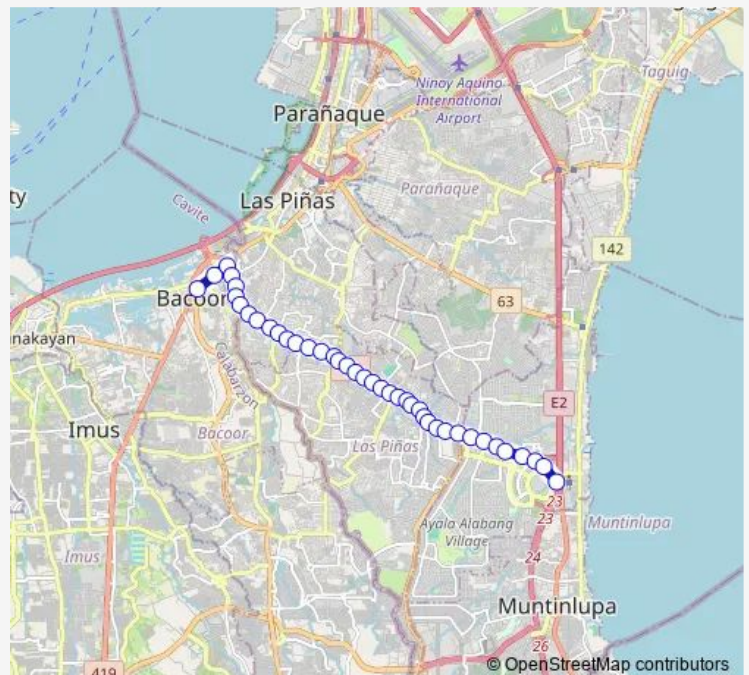 Taguig
Ninoy Aquino
International
Airport
Parañaque
Parañaque
Las Piñas
Cavite
ty
142
63
Bacoor
nakayan
Calabarzon
E2
Imus
Bacoor
Las Piñas
23
23
Ayala Alabang
Village
Muntinlupa
24
Imus
Muntinlupa
26
419
© OpenStreetMap contributors